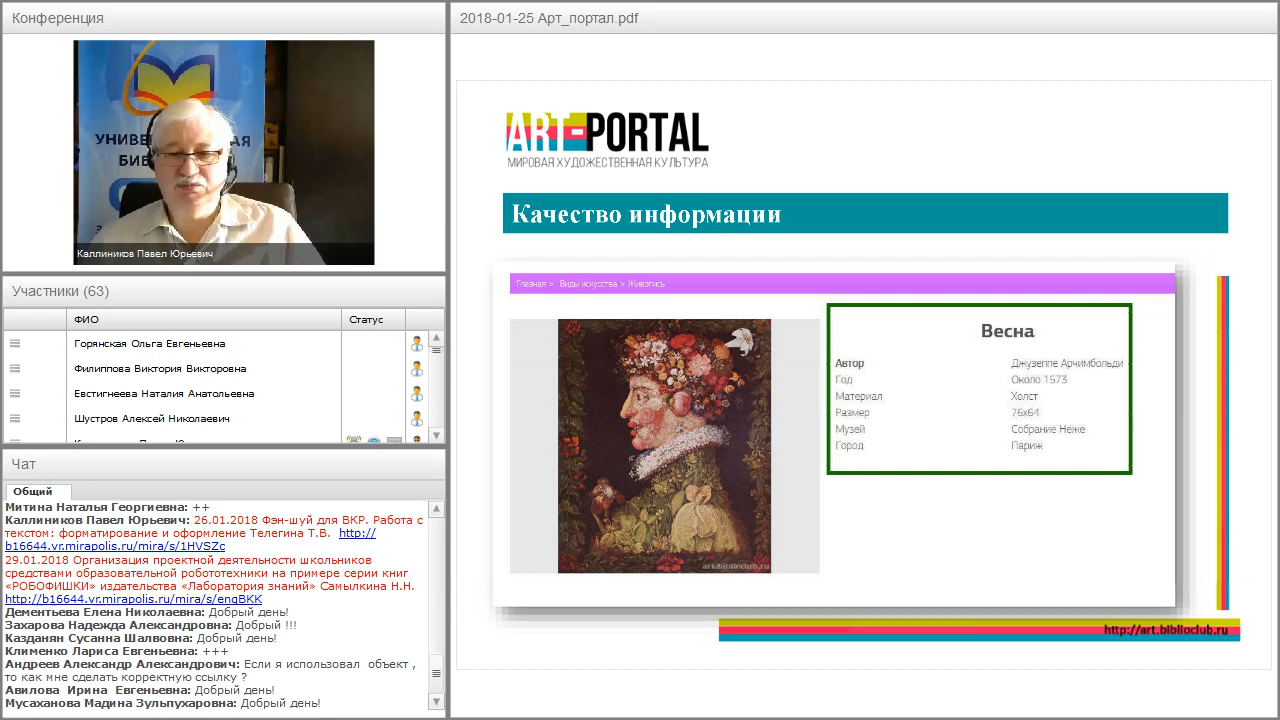 Конференция
УНИВЕ
АЯ
БИБ
Каллиников Павел Юрьевич
Участники (63)
ФИО
Статус
Горянская Ольга Евгеньевна
Филиппова Виктория Викторовна
Евстигнеева Наталия Анатольевна
Шустров Алексей Николаевич
Чат
Общий
Митина Наталья Георгиевна: ++
Каллиников Павел Юрьевич: 26.01.2018 Фэн-шуй для ВКР. Работа с
текстом: форматирование и оформление Телегина Т.В. http://
b16644.vr.mirapolis.ru/mira/s/1HVSZc
29.01.2018 Организация проектной деятельности школьников
средствами образовательной робототехники на примере серии книг
«РОБОФИШКИ» издательства «Лаборатория знаний» Самылкина Н.Н.
http://b16644.vr.mirapolis.ru/mira/s/enqBKK
Дементьева Елена Николаевна: Добрый день!
Захарова Надежда Александровна: Добрый !!!
Казданян Сусанна Шалвовна: Добрый день!
Клименко Лариса Евгеньевна: +++
Андреев Александр Александрович: Если я использовал объект ,
то как мне сделать корректную ссылку ?
Авилова Ирина Евгеньевна: Добрый день!
Мусаханова Мадина Зульпухаровна: Добрый день!
2018-01-25 Арт_портал.pdf
ART-PORTAL
МИРОВАЯ ХУДОЖЕСТВЕННАЯ КУЛЬТУРА
Качество информации
Главная > Виды искусства > Живопись
Весна
Автор Джузеппе Арчимбольди
Год Около 1573
Материал Холст
Размер 76x64
Музей Собрание Неже
Город Париж
art.biblioclub.ru
http://art.biblioclub.ru